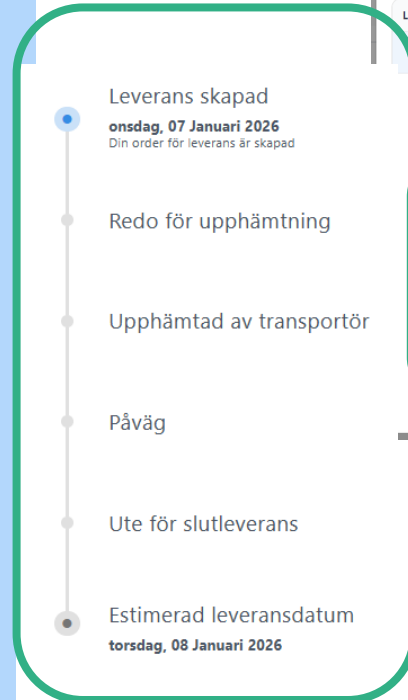 L
Leverans skapad
onsdag, 07 Januari 2026
Din order för leverans är skapad
Redo för upphämtning
Upphämtad av transportör
Påväg
Ute för slutleverans
Estimerad leveransdatum
torsdag, 08 Januari 2026